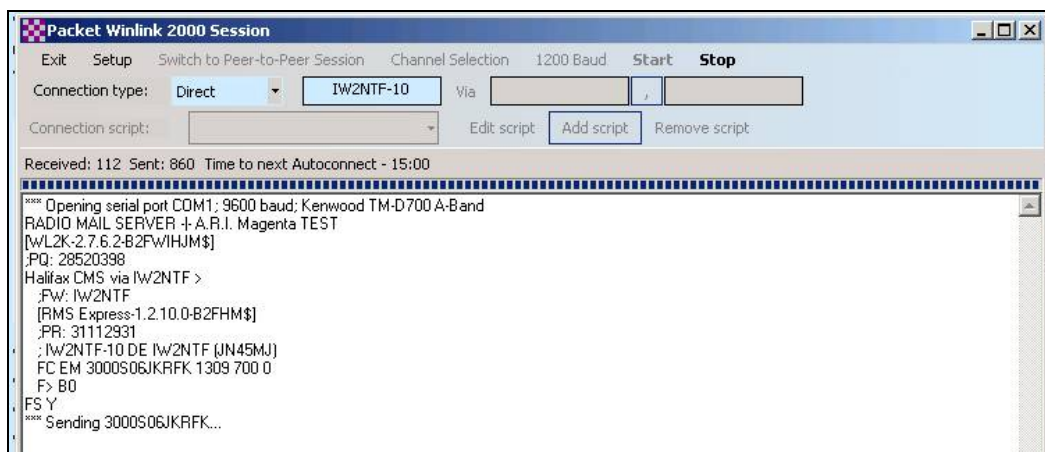 Packet Winlink 2000 Session
Exit Setup Switch to Peer-to-Peer Session Channel Selection 1200 Baud Start Stop
Connection type: Direct IW2NTF-10 Via ,
Connection script: Edit script Add script Remove script
Received: 112 Sent: 860 Time to next Autoconnect - 15:00
*** Opening serial port COM1; 9600 baud; Kenwood TM-D700 A-Band
RADIO MAIL SERVER -|- A.R.I. Magenta TEST
[WL2K-2.7.6.2-B2FWIHJM$]
;PQ: 28520398
Halifax CMS via IW2NTF >
;FW: IW2NTF
[RMS Express-1.2.10.0-B2FHM$]
;PR: 31112931
; IW2NTF-10 DE IW2NTF (JN45MJ)
FC EM 3000S06JKRFK 1309 700 0
F> B0
FS Y
*** Sending 3000S06JKRFK...